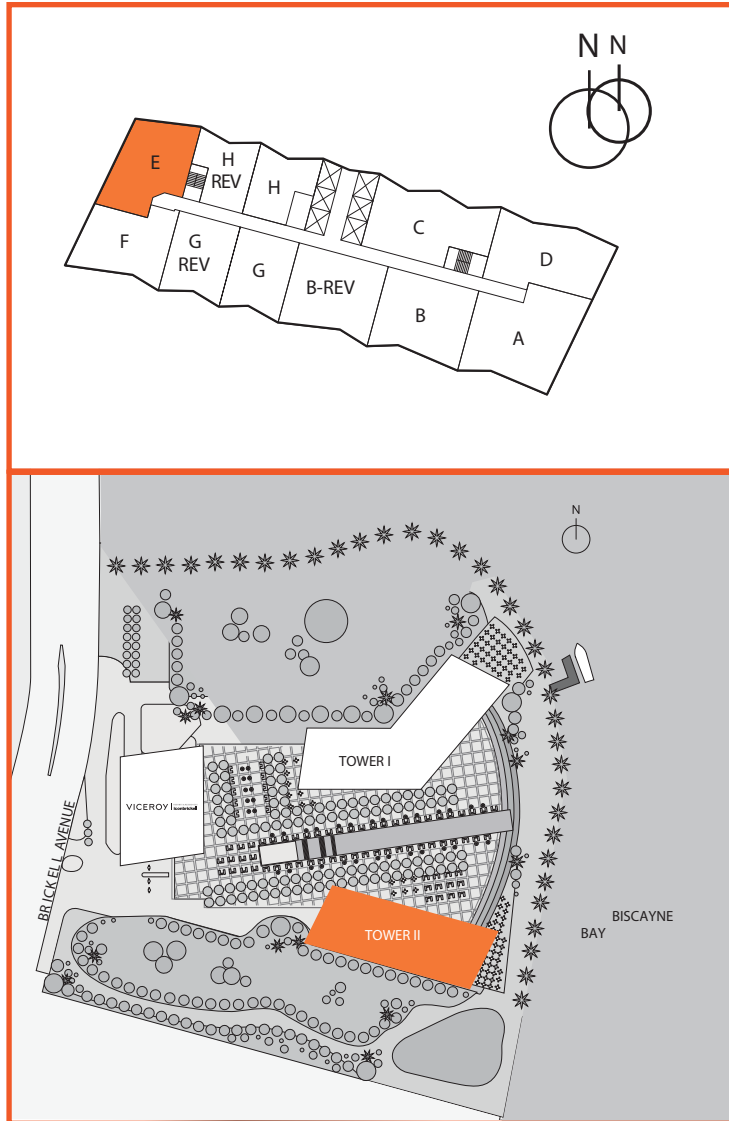 N N
E
H
REV
H
C
D
F
G
REV
G
B-REV
B
A
N
TOWER I
VICEROY
BRICKELL AVENUE
BISCAYNE
BAY
TOWER II